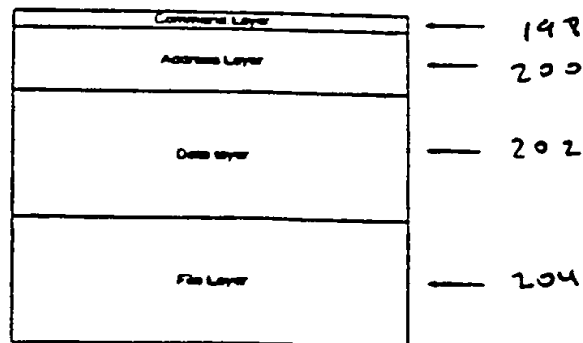 Command Layer 198
Address Layer 200
Data layer 202
File Layer 204